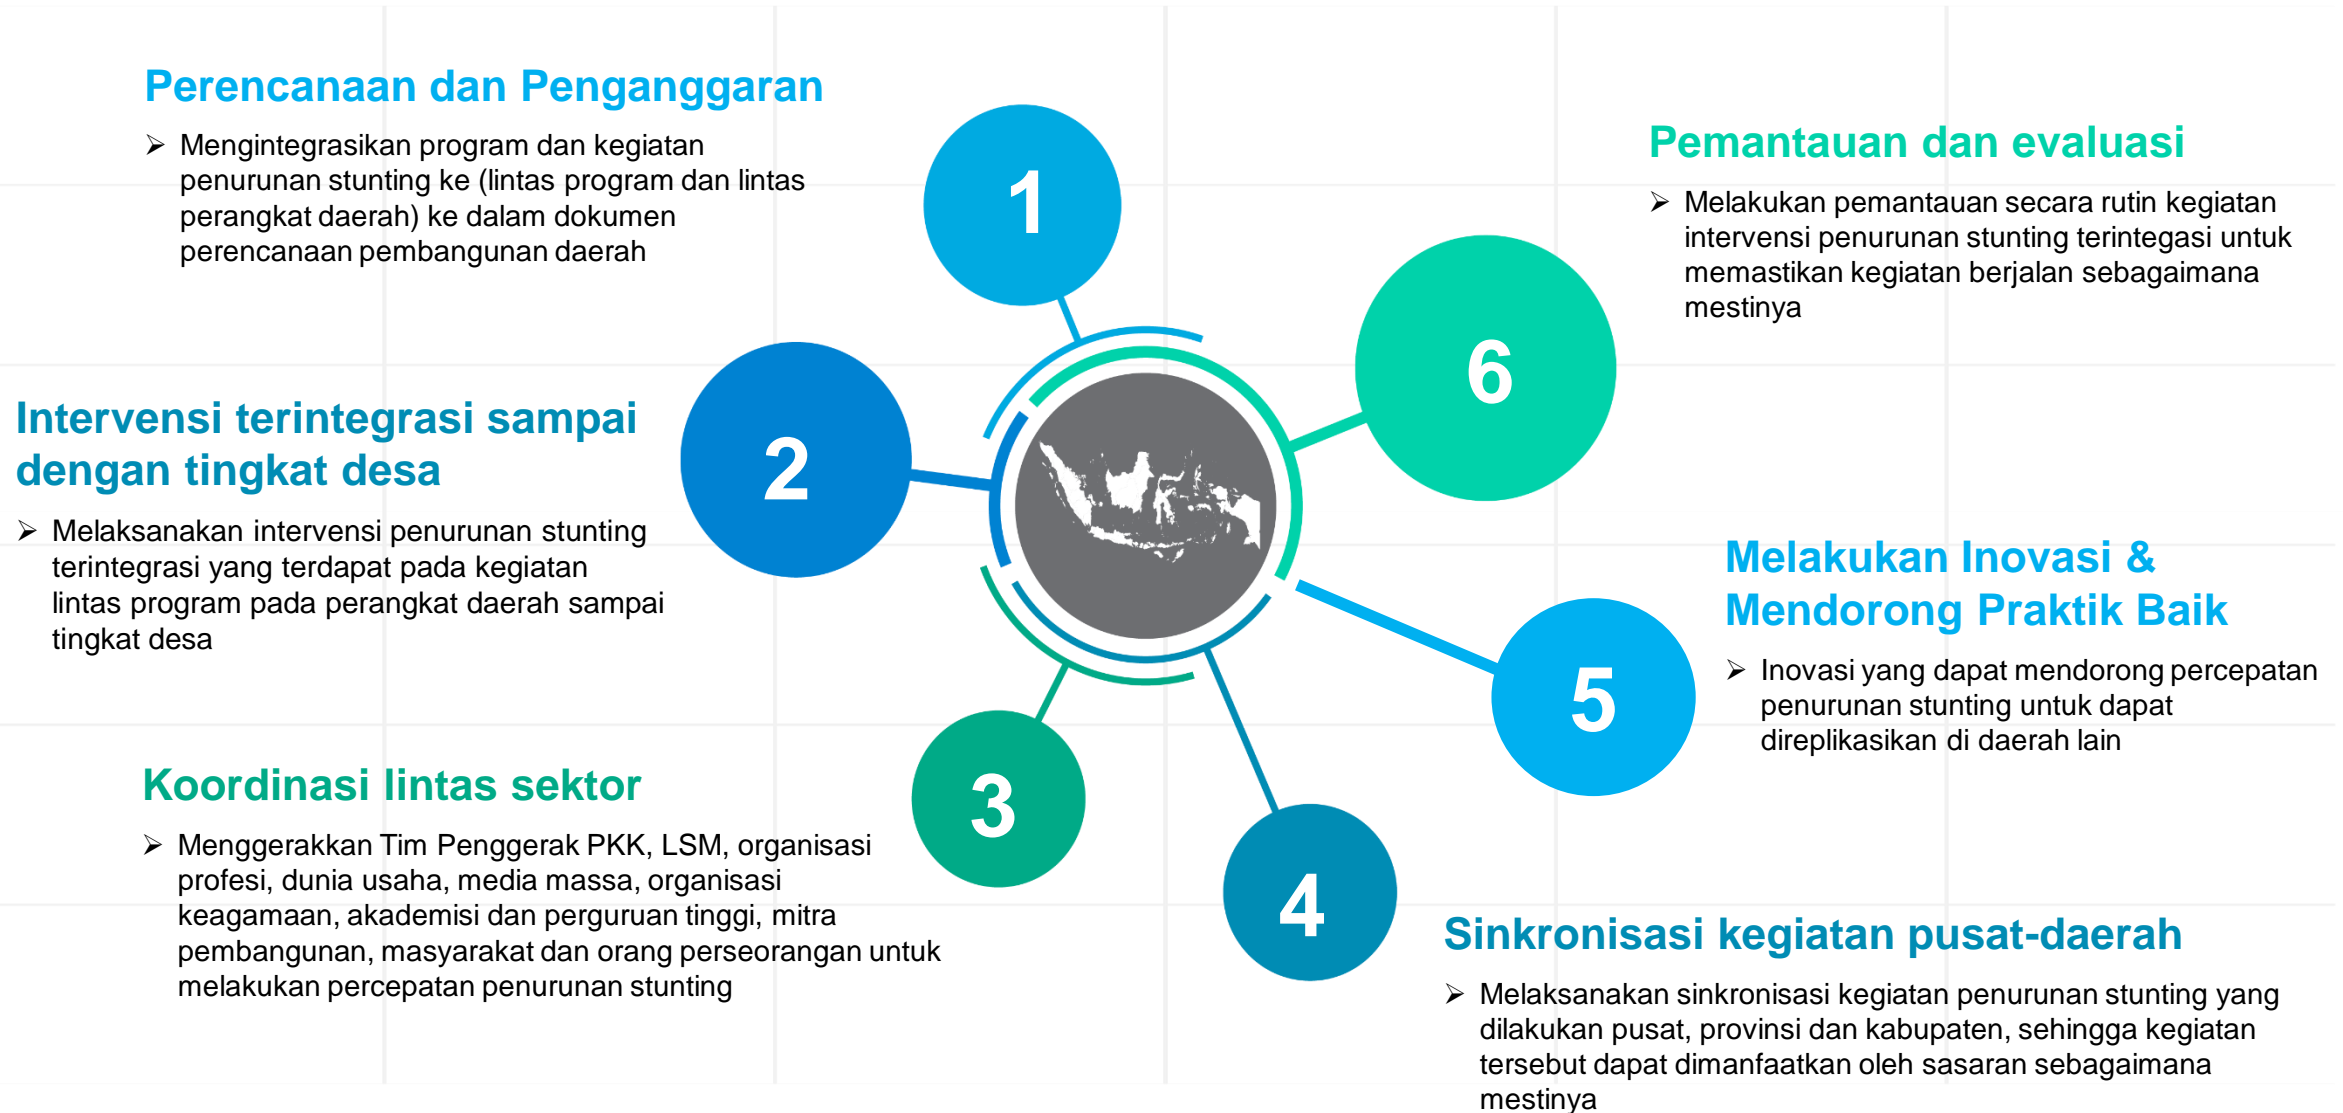 Perencanaan dan Penganggaran
➢ Mengintegrasikan program dan kegiatan
penurunan stunting ke (lintas program dan lintas
perangkat daerah) ke dalam dokumen
perencanaan pembangunan daerah
1
Intervensi terintegrasi sampai
dengan tingkat desa
➢ Melaksanakan intervensi penurunan stunting
terintegrasi yang terdapat pada kegiatan
lintas program pada perangkat daerah sampai
tingkat desa
2
Koordinasi lintas sektor
➢ Menggerakkan Tim Penggerak PKK, LSM, organisasi
profesi, dunia usaha, media massa, organisasi
keagamaan, akademisi dan perguruan tinggi, mitra
pembangunan, masyarakat dan orang perseorangan untuk
melakukan percepatan penurunan stunting
3
4
Sinkronisasi kegiatan pusat-daerah
➢ Melaksanakan sinkronisasi kegiatan penurunan stunting yang
dilakukan pusat, provinsi dan kabupaten, sehingga kegiatan
tersebut dapat dimanfaatkan oleh sasaran sebagaimana
mestinya
5
Melakukan Inovasi &
Mendorong Praktik Baik
➢ Inovasi yang dapat mendorong percepatan
penurunan stunting untuk dapat
direplikasikan di daerah lain
6
Pemantauan dan evaluasi
➢ Melakukan pemantauan secara rutin kegiatan
intervensi penurunan stunting terintegasi untuk
memastikan kegiatan berjalan sebagaimana
mestinya